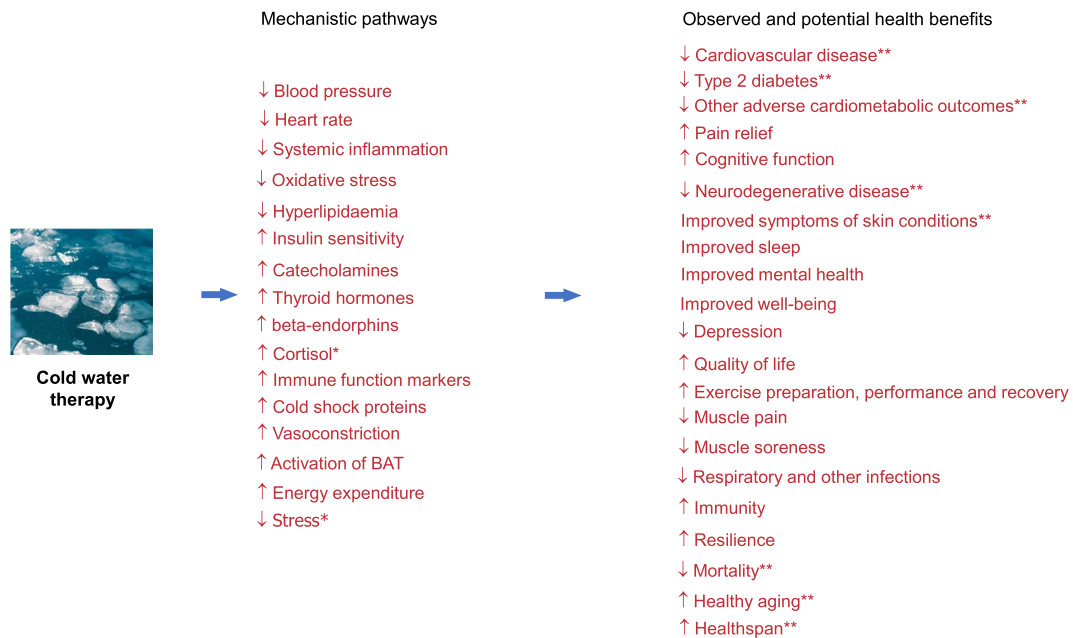 Mechanistic pathways
↓ Blood pressure
↓ Heart rate
↓ Systemic inflammation
↓ Oxidative stress
↓ Hyperlipidaemia
↑ Insulin sensitivity
↑ Catecholamines
↑ Thyroid hormones
↑ beta-endorphins
↑ Cortisol*
↑ Immune function markers
↑ Cold shock proteins
↑ Vasoconstriction
↑ Activation of BAT
↑ Energy expenditure
↓ Stress*
Cold water
therapy
Observed and potential health benefits
↓ Cardiovascular disease**
↓ Type 2 diabetes**
↓ Other adverse cardiometabolic outcomes**
↑ Pain relief
↑ Cognitive function
↓ Neurodegenerative disease**
Improved symptoms of skin conditions**
Improved sleep
Improved mental health
Improved well-being
↓ Depression
↑ Quality of life
↑ Exercise preparation, performance and recovery
↓ Muscle pain
↓ Muscle soreness
↓ Respiratory and other infections
↑ Immunity
↑ Resilience
↓ Mortality**
↑ Healthy aging**
↑ Healthspan**